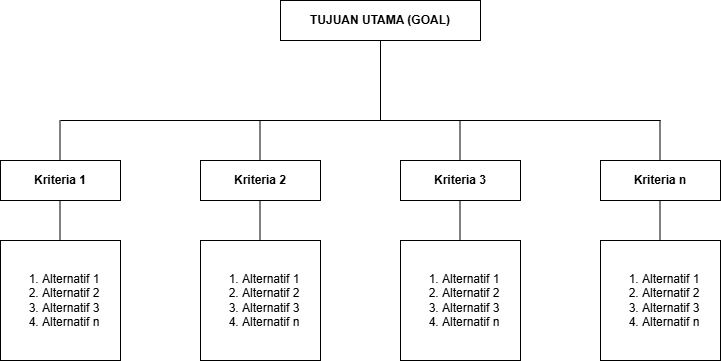 TUJUAN UTAMA (GOAL)
Kriteria 1
Kriteria 2
Kriteria 3
Kriteria n
1. Alternatif 1
2. Alternatif 2
3. Alternatif 3
4. Alternatif n
1. Alternatif 1
2. Alternatif 2
3. Alternatif 3
4. Alternatif n
1. Alternatif 1
2. Alternatif 2
3. Alternatif 3
4. Alternatif n
1. Alternatif 1
2. Alternatif 2
3. Alternatif 3
4. Alternatif n